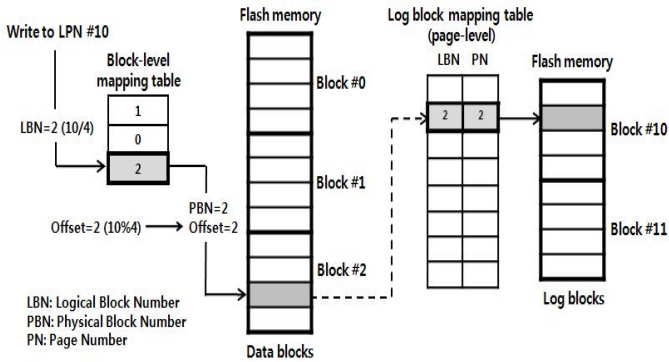 Flash memory
Log block mapping table
(page-level)
Write to LPN #10
LBN PN
Flash memory
Block-level
mapping table
Block #0
1
LBN=2 (10/4)
0
2
2 2
Block #10
Block #1
PBN=2
Offset=2 (10%4)
Offset=2
Block #11
Block #2
LBN: Logical Block Number
PBN: Physical Block Number
PN: Page Number
Log blocks
Data blocks